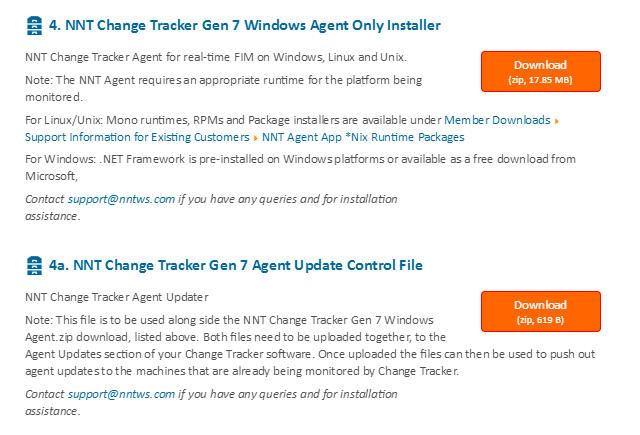 4. NNT Change Tracker Gen 7 Windows Agent Only Installer
NNT Change Tracker Agent for real-time FIM on Windows, Linux and Unix.
Download
(zip, 17.85 MB)
Note: The NNT Agent requires an appropriate runtime for the platform being
monitored.
For Linux/Unix: Mono runtimes, RPMs and Package installers are available under Member Downloads ▸
Support Information for Existing Customers ▸ NNT Agent App *Nix Runtime Packages
For Windows: .NET Framework is pre-installed on Windows platforms or available as a free download from
Microsoft,
Contact support@nntws.com if you have any queries and for installation
assistance.
4a. NNT Change Tracker Gen 7 Agent Update Control File
NNT Change Tracker Agent Updater
Download
(zip, 619 B)
Note: This file is to be used along side the NNT Change Tracker Gen 7 Windows
Agent.zip download, listed above. Both files need to be uploaded together, to the
Agent Updates section of your Change Tracker software. Once uploaded the files can then be used to push out
agent updates to the machines that are already being monitored by Change Tracker.
Contact support@nntws.com if you have any queries and for installation
assistance.